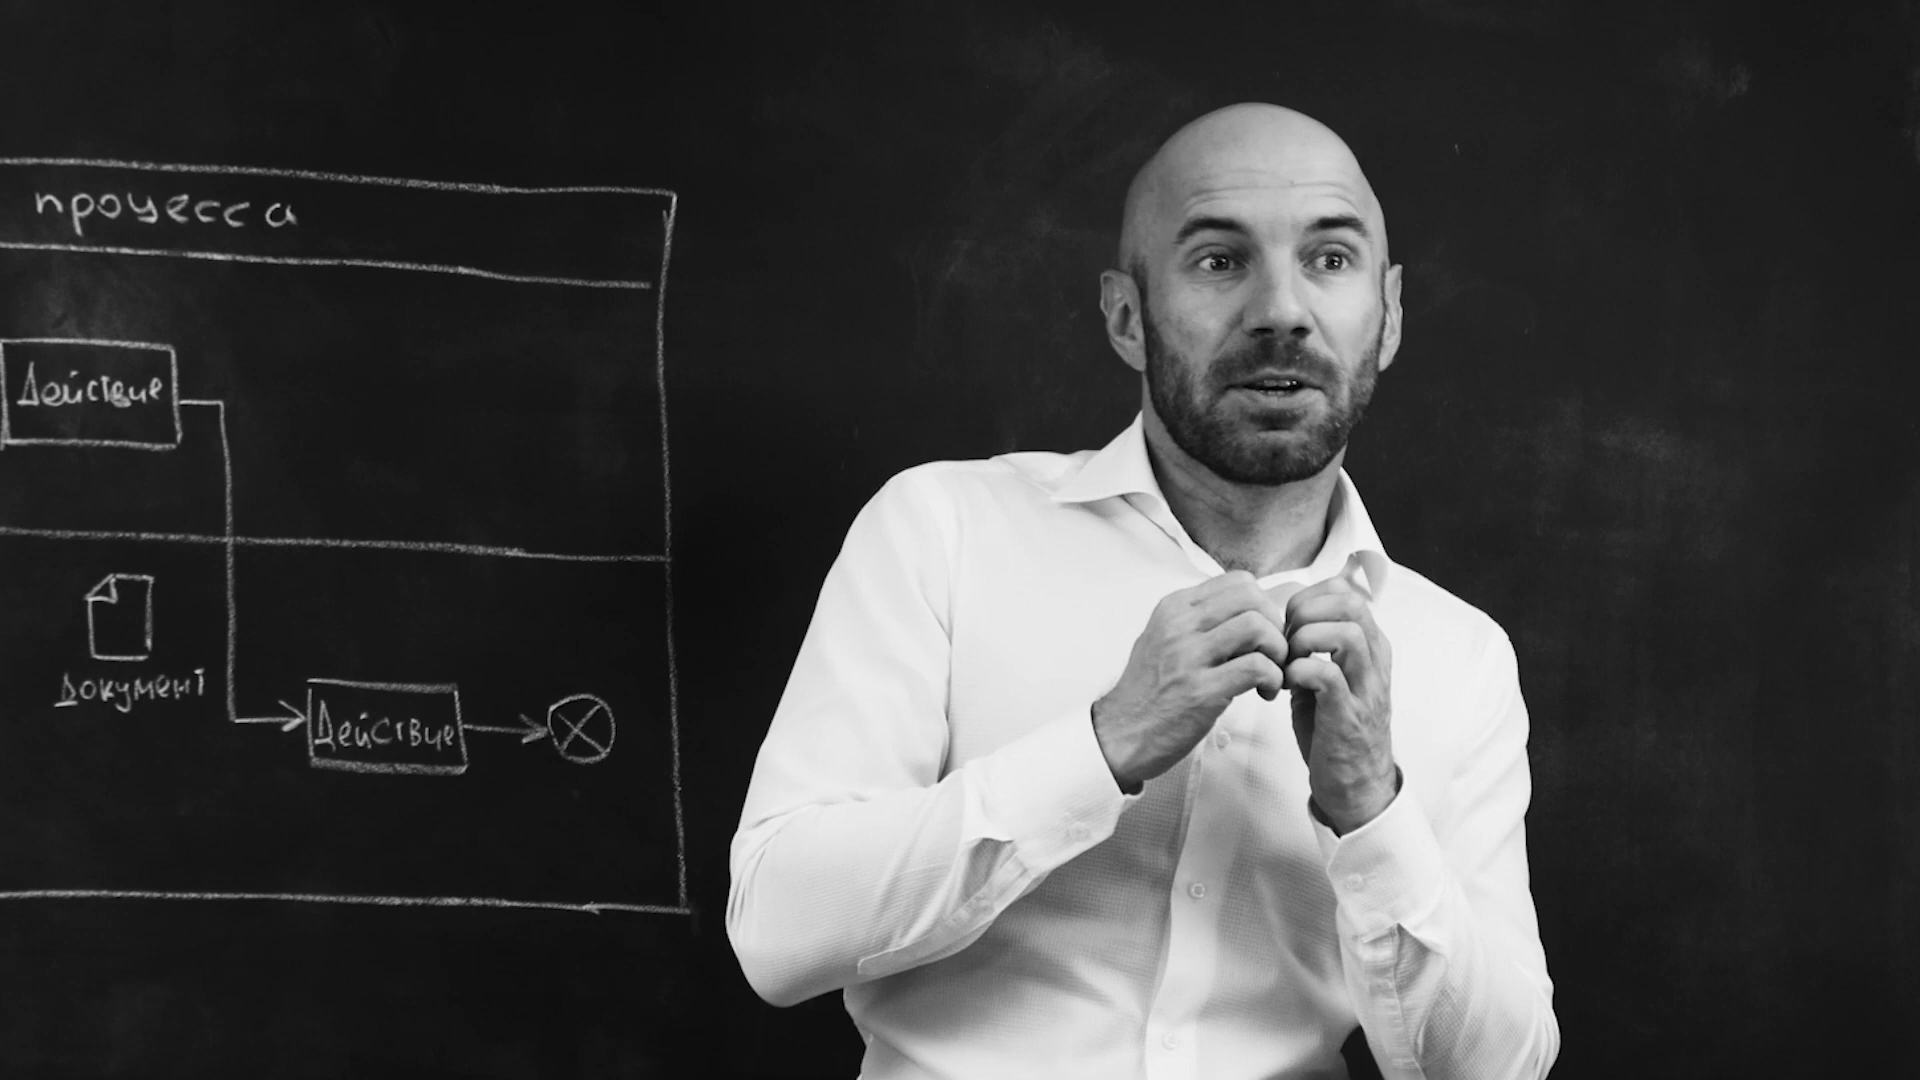 процесса
Действие
Документ
Действие